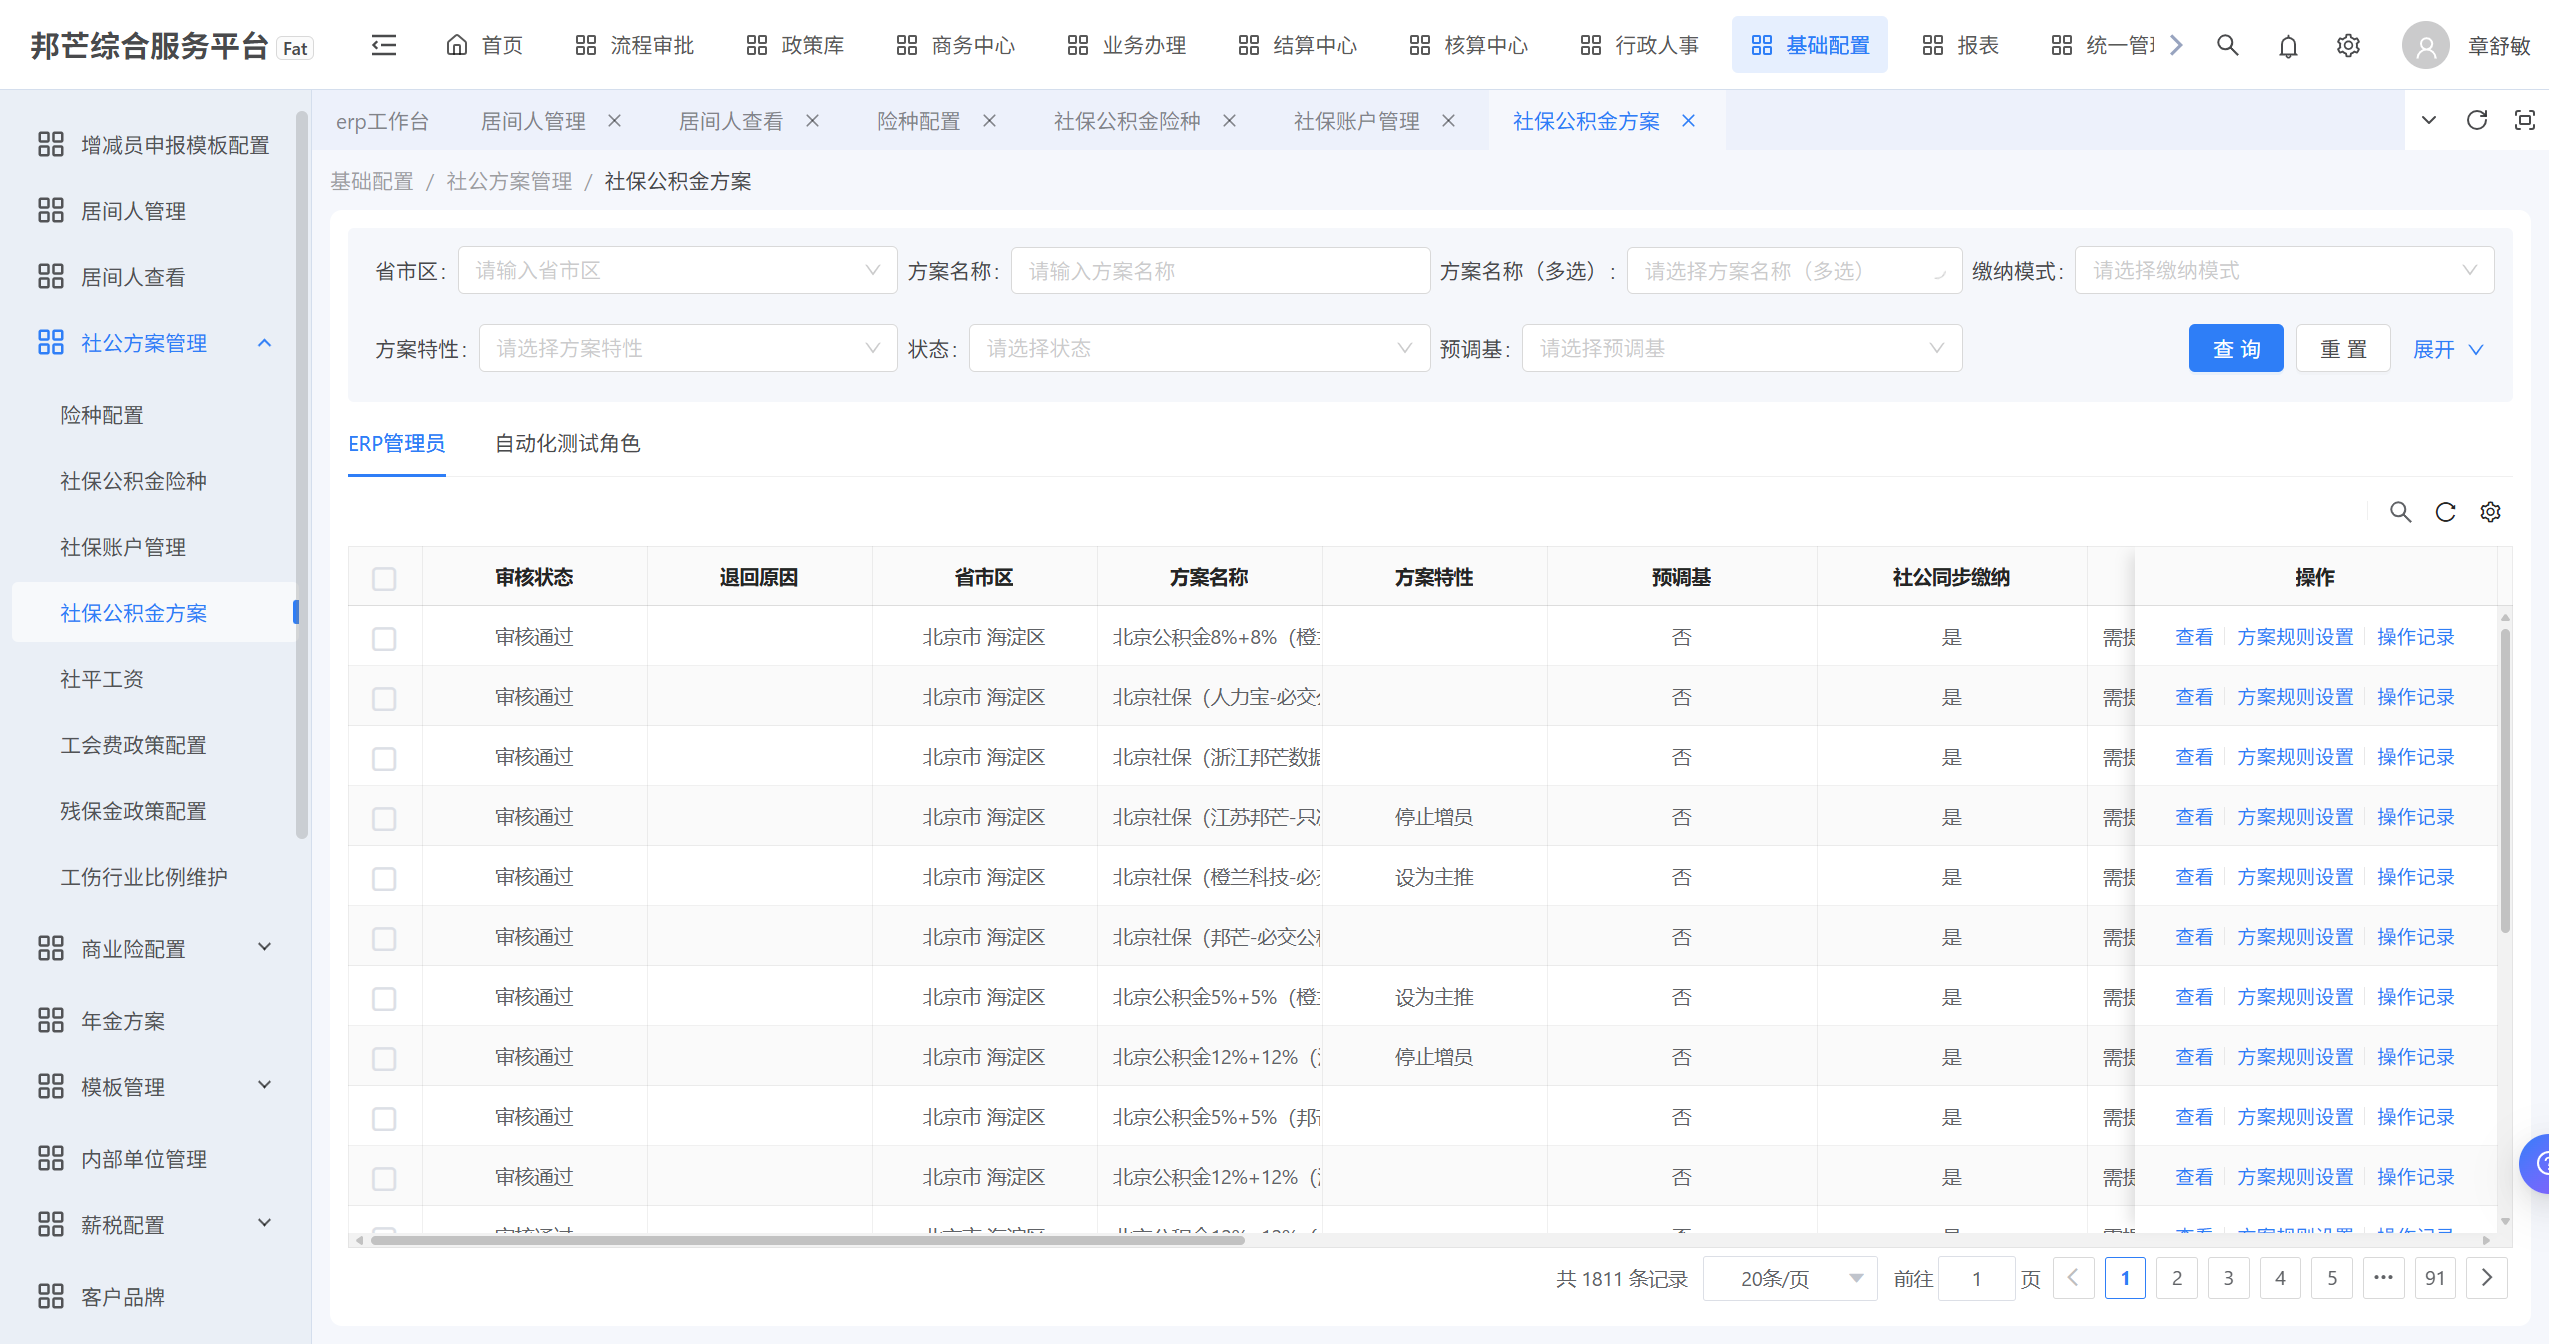 邦芒综合服务平台 Fat 首页 流程审批 政策库 商务中心 业务办理 结算中心 核算中心 行政人事 基础配置 报表 统一管 章舒敏
erp工作台 居间人管理 居间人查看 险种配置 社保公积金险种 社保账户管理 社保公积金方案
基础配置 / 社公方案管理 / 社保公积金方案
增减员申报模板配置
居间人管理
居间人查看
社公方案管理
险种配置
社保公积金险种
社保账户管理
社保公积金方案
社平工资
工会费政策配置
残保金政策配置
工伤行业比例维护
商业险配置
年金方案
模板管理
内部单位管理
薪税配置
客户品牌
省市区: 请输入省市区 方案名称: 请输入方案名称 方案名称（多选）: 请选择方案名称（多选） 缴纳模式: 请选择缴纳模式
方案特性: 请选择方案特性 状态: 请选择状态 预调基: 请选择预调基 查 询 重 置 展开
ERP管理员 自动化测试角色
审核状态 退回原因 省市区 方案名称 方案特性 预调基 社公同步缴纳 操作
审核通过 北京市 海淀区 北京公积金8%+8%（橙 否 是 需提 查看 方案规则设置 操作记录
审核通过 北京市 海淀区 北京社保（人力宝-必交 否 是 需提 查看 方案规则设置 操作记录
审核通过 北京市 海淀区 北京社保（浙江邦芒数据 否 是 需提 查看 方案规则设置 操作记录
审核通过 北京市 海淀区 北京社保（江苏邦芒-只 停止增员 否 是 需提 查看 方案规则设置 操作记录
审核通过 北京市 海淀区 北京社保（橙兰科技-必 设为主推 否 是 需提 查看 方案规则设置 操作记录
审核通过 北京市 海淀区 北京社保（邦芒-必交公 否 是 需提 查看 方案规则设置 操作记录
审核通过 北京市 海淀区 北京公积金5%+5%（橙 设为主推 否 是 需提 查看 方案规则设置 操作记录
审核通过 北京市 海淀区 北京公积金12%+12%（ 停止增员 否 是 需提 查看 方案规则设置 操作记录
审核通过 北京市 海淀区 北京公积金5%+5%（邦 否 是 需提 查看 方案规则设置 操作记录
审核通过 北京市 海淀区 北京公积金12%+12%（ 否 是 需提 查看 方案规则设置 操作记录
共 1811 条记录 20条/页 前往 1 页 1 2 3 4 5 ••• 91